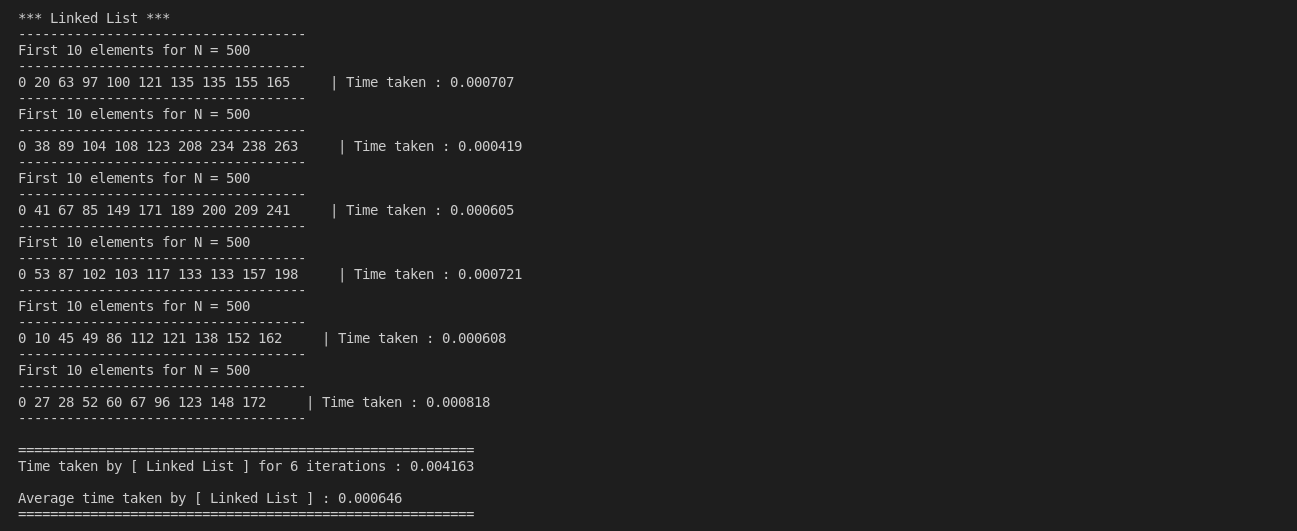 *** Linked List ***
------------------------------------
First 10 elements for N = 500
------------------------------------
0 20 63 97 100 121 135 135 155 165     | Time taken : 0.000707
------------------------------------
First 10 elements for N = 500
------------------------------------
0 38 89 104 108 123 208 234 238 263     | Time taken : 0.000419
------------------------------------
First 10 elements for N = 500
------------------------------------
0 41 67 85 149 171 189 200 209 241     | Time taken : 0.000605
------------------------------------
First 10 elements for N = 500
------------------------------------
0 53 87 102 103 117 133 133 157 198     | Time taken : 0.000721
------------------------------------
First 10 elements for N = 500
------------------------------------
0 10 45 49 86 112 121 138 152 162     | Time taken : 0.000608
------------------------------------
First 10 elements for N = 500
------------------------------------
0 27 28 52 60 67 96 123 148 172     | Time taken : 0.000818
------------------------------------
=========================================================
Time taken by [ Linked List ] for 6 iterations : 0.004163
Average time taken by [ Linked List ] : 0.000646
=========================================================